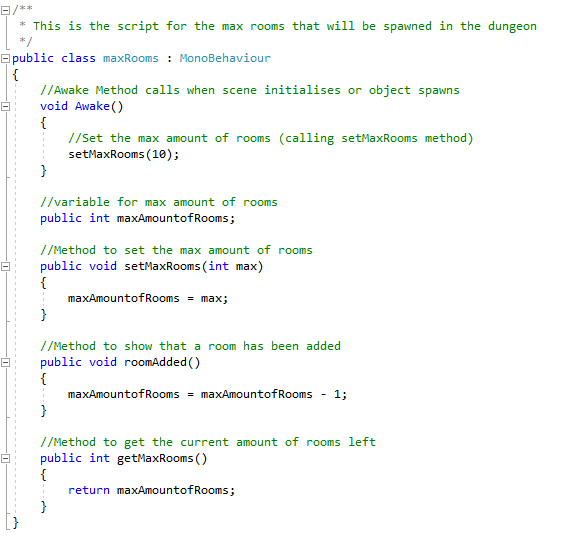 /**
 * This is the script for the max rooms that will be spawned in the dungeon
 */
public class maxRooms : MonoBehaviour
{
    //Awake Method calls when scene initialises or object spawns
    void Awake()
    {
        //Set the max amount of rooms (calling setMaxRooms method)
        setMaxRooms(10);
    }

    //variable for max amount of rooms
    public int maxAmountofRooms;

    //Method to set the max amount of rooms
    public void setMaxRooms(int max)
    {
        maxAmountofRooms = max;
    }

    //Method to show that a room has been added
    public void roomAdded()
    {
        maxAmountofRooms = maxAmountofRooms - 1;
    }

    //Method to get the current amount of rooms left
    public int getMaxRooms()
    {
        return maxAmountofRooms;
    }
}